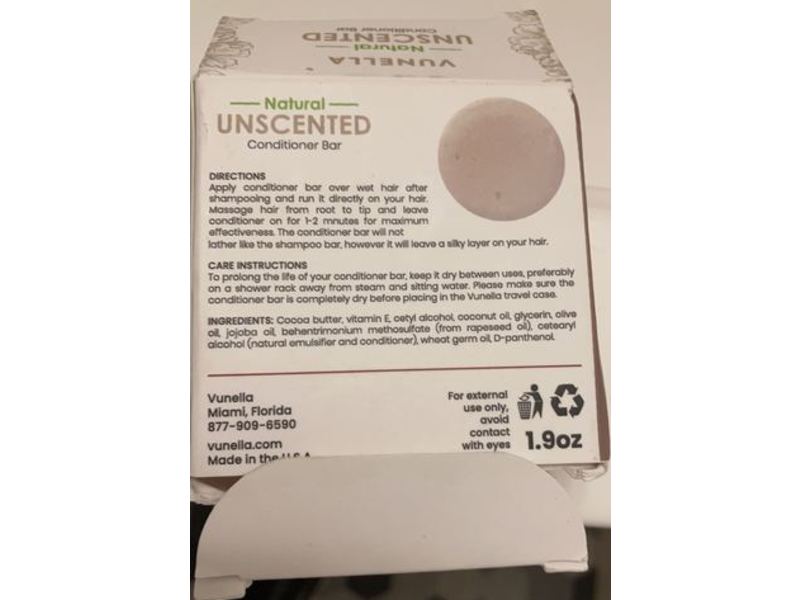 VUNELLA
Natural
UNSCENTED
Conditioner Bar
Natural
UNSCENTED
Conditioner Bar
DIRECTIONS
Apply conditioner bar over wet hair after
shampooing and run it directly on your hair.
Massage hair from root to tip and leave
conditioner on for 1-2 mnutes for maximum
effectiveness. The conditioner bar will not
lather like the shampoo bar, however it will leave a silky layer on your hair.
CARE INSTRUCTIONS
To prolong the life of your conditioner bar, keep it dry between uses, preferably
on a shower rack away from steam and sitting water. Please make sure the
conditioner bar is completely dry before placing in the Vunella travel case.
INGREDIENTS: Cocoa butter, vitamin E, cetyl alcohol, coconut oil, glycerin, olive
oil, jojoba oil, behentrimonium methosulfate (from rapeseed oil), cetearyl
alcohol (natural emulsifier and conditioner), wheat germ oil, D-panthenol.
Vunella
Miami, Florida
877-909-6590
vunella.com
Made in the U.S.A
For external
use only,
avoid
contact
with eyes
1.9oz